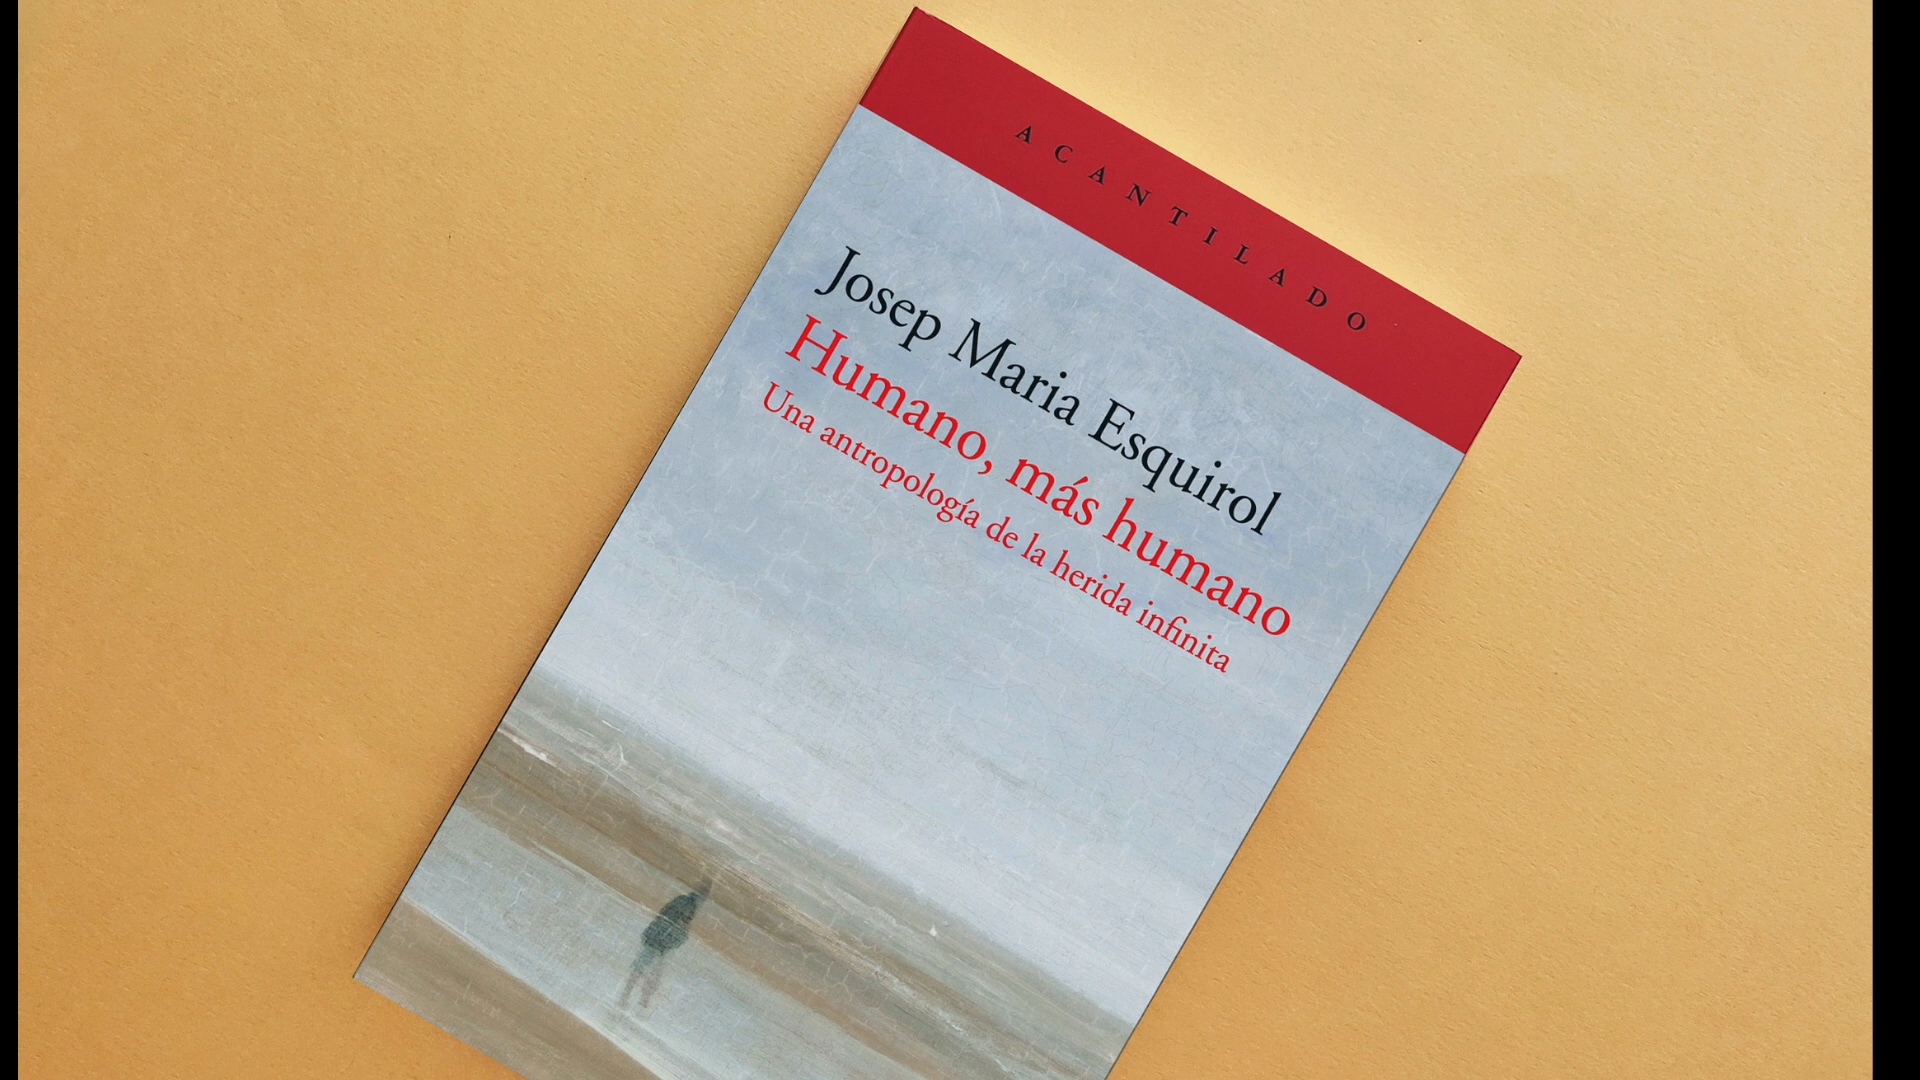 ACANTILADO
Josep Maria Esquirol
Humano, más humano
Una antropología de la herida infinita